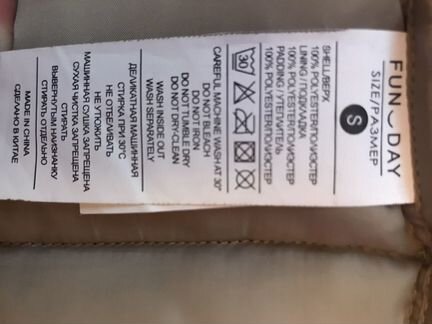 FUN DAY
SIZE/РАЗМЕР
S
SHELL/ВЕРХ
100% POLYESTER/ПОЛИЭСТЕР
LINING / ПОДКЛАДКА
100% POLYESTER/ПОЛИЭСТЕР
PADDING / УТЕПЛИТЕЛЬ
100% POLYESTER/ПОЛИЭСТЕР
30
CAREFUL MACHINE WASH AT 30°
DO NOT BLEACH
DO NOT IRON
DO NOT TUMBLE DRY
DO NOT DRY-CLEAN
WASH INSIDE OUT
WASH SEPARATELY
ДЕЛИКАТНАЯ МАШИННАЯ
СТИРКА ПРИ 30°C
НЕ ОТБЕЛИВАТЬ
НЕ УТЮЖИТЬ
МАШИННАЯ СУШКА ЗАПРЕЩЕНА
СУХАЯ ЧИСТКА ЗАПРЕЩЕНА
СТИРАТЬ
ВЫВЕРНУТЫМ НАИЗНАНКУ
СТИРАТЬ ОТДЕЛЬНО
MADE IN CHINA
СДЕЛАНО В КИТАЕ